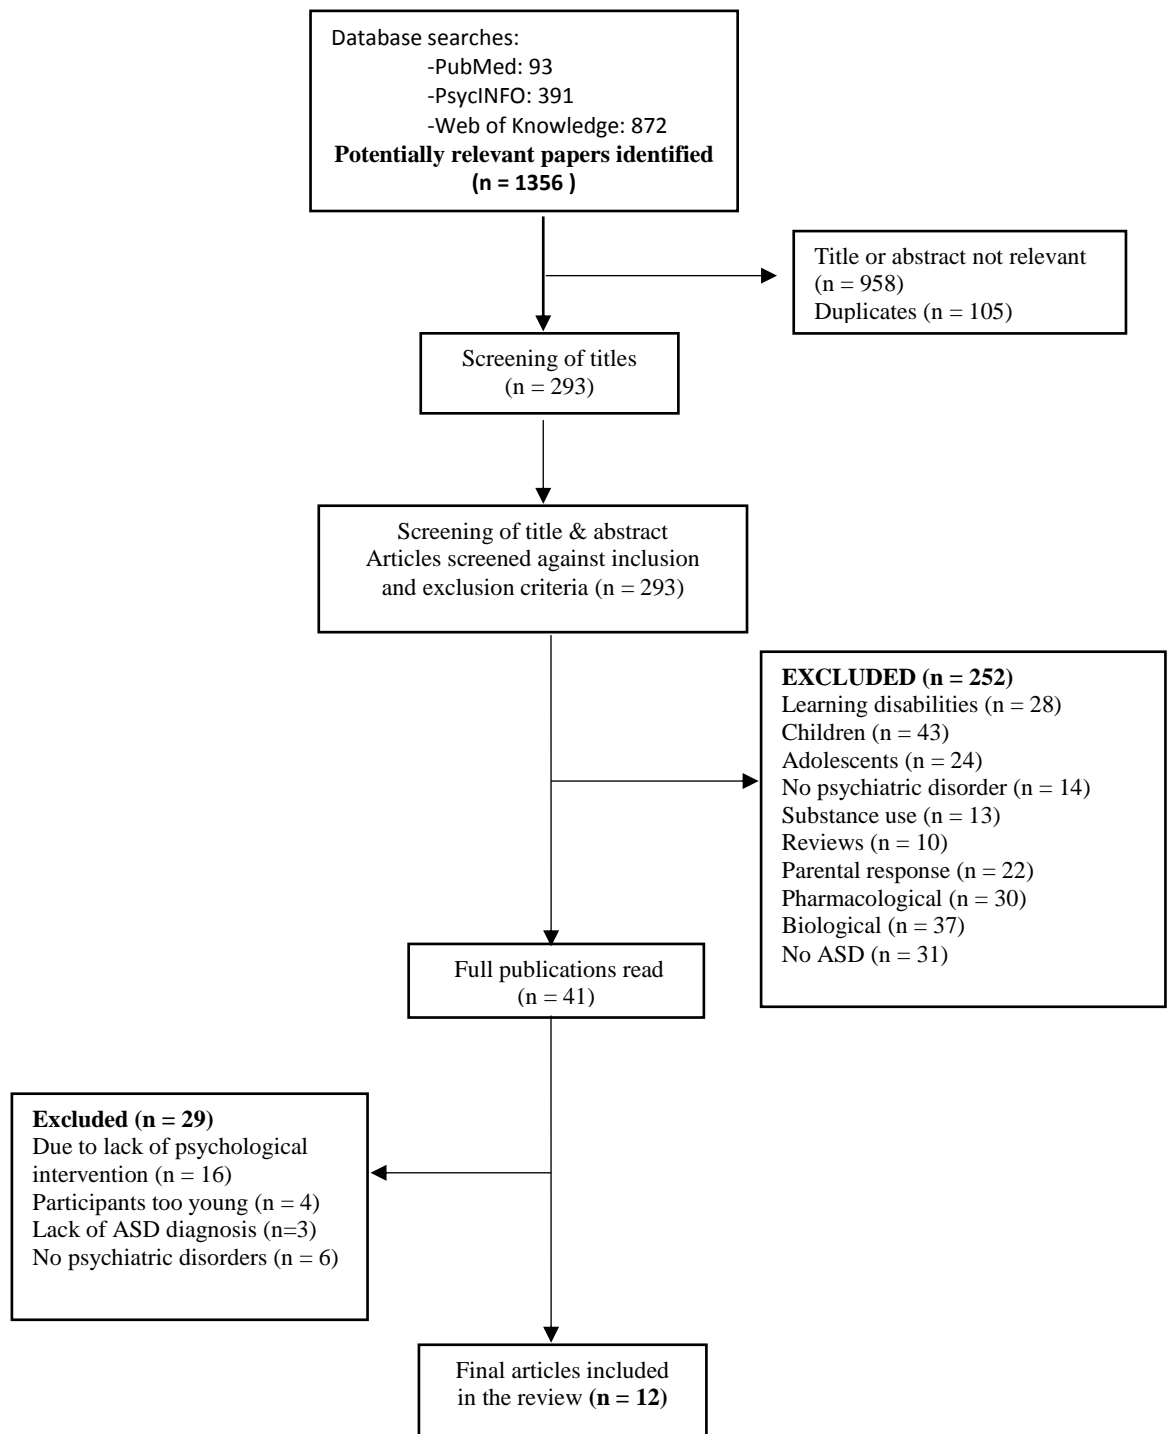 Database searches:
-PubMed: 93
-PsycINFO: 391
-Web of Knowledge: 872
Potentially relevant papers identified
(n = 1356 )
Title or abstract not relevant
(n = 958)
Duplicates (n = 105)
Screening of titles
(n = 293)
Screening of title & abstract
Articles screened against inclusion
and exclusion criteria (n = 293)
EXCLUDED (n = 252)
Learning disabilities (n = 28)
Children (n = 43)
Adolescents (n = 24)
No psychiatric disorder (n = 14)
Substance use (n = 13)
Reviews (n = 10)
Parental response (n = 22)
Pharmacological (n = 30)
Biological (n = 37)
No ASD (n = 31)
Full publications read
(n = 41)
Excluded (n = 29)
Due to lack of psychological
intervention (n = 16)
Participants too young (n = 4)
Lack of ASD diagnosis (n=3)
No psychiatric disorders (n = 6)
Final articles included
in the review (n = 12)